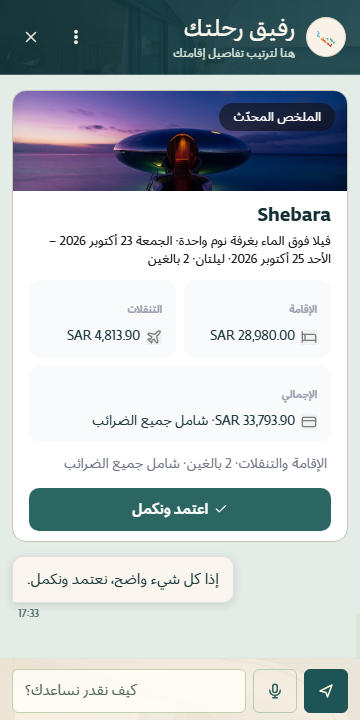 رفيق رحلتك
هنا لترتيب تفاصيل إقامتك
الملخص المحدّث
Shebara
فيلا فوق الماء بغرفة نوم واحدة· الجمعة 23 أكتوبر 2026 –
الأحد 25 أكتوبر 2026· ليلتان· 2 بالغين
الإقامة
SAR 28,980.00
التنقلات
SAR 4,813.90
الإجمالي
SAR 33,793.90· شامل جميع الضرائب
الإقامة والتنقلات· 2 بالغين· شامل جميع الضرائب
اعتمد ونكمل
إذا كل شيء واضح، نعتمد ونكمل.
17:33
كيف نقدر نساعدك؟